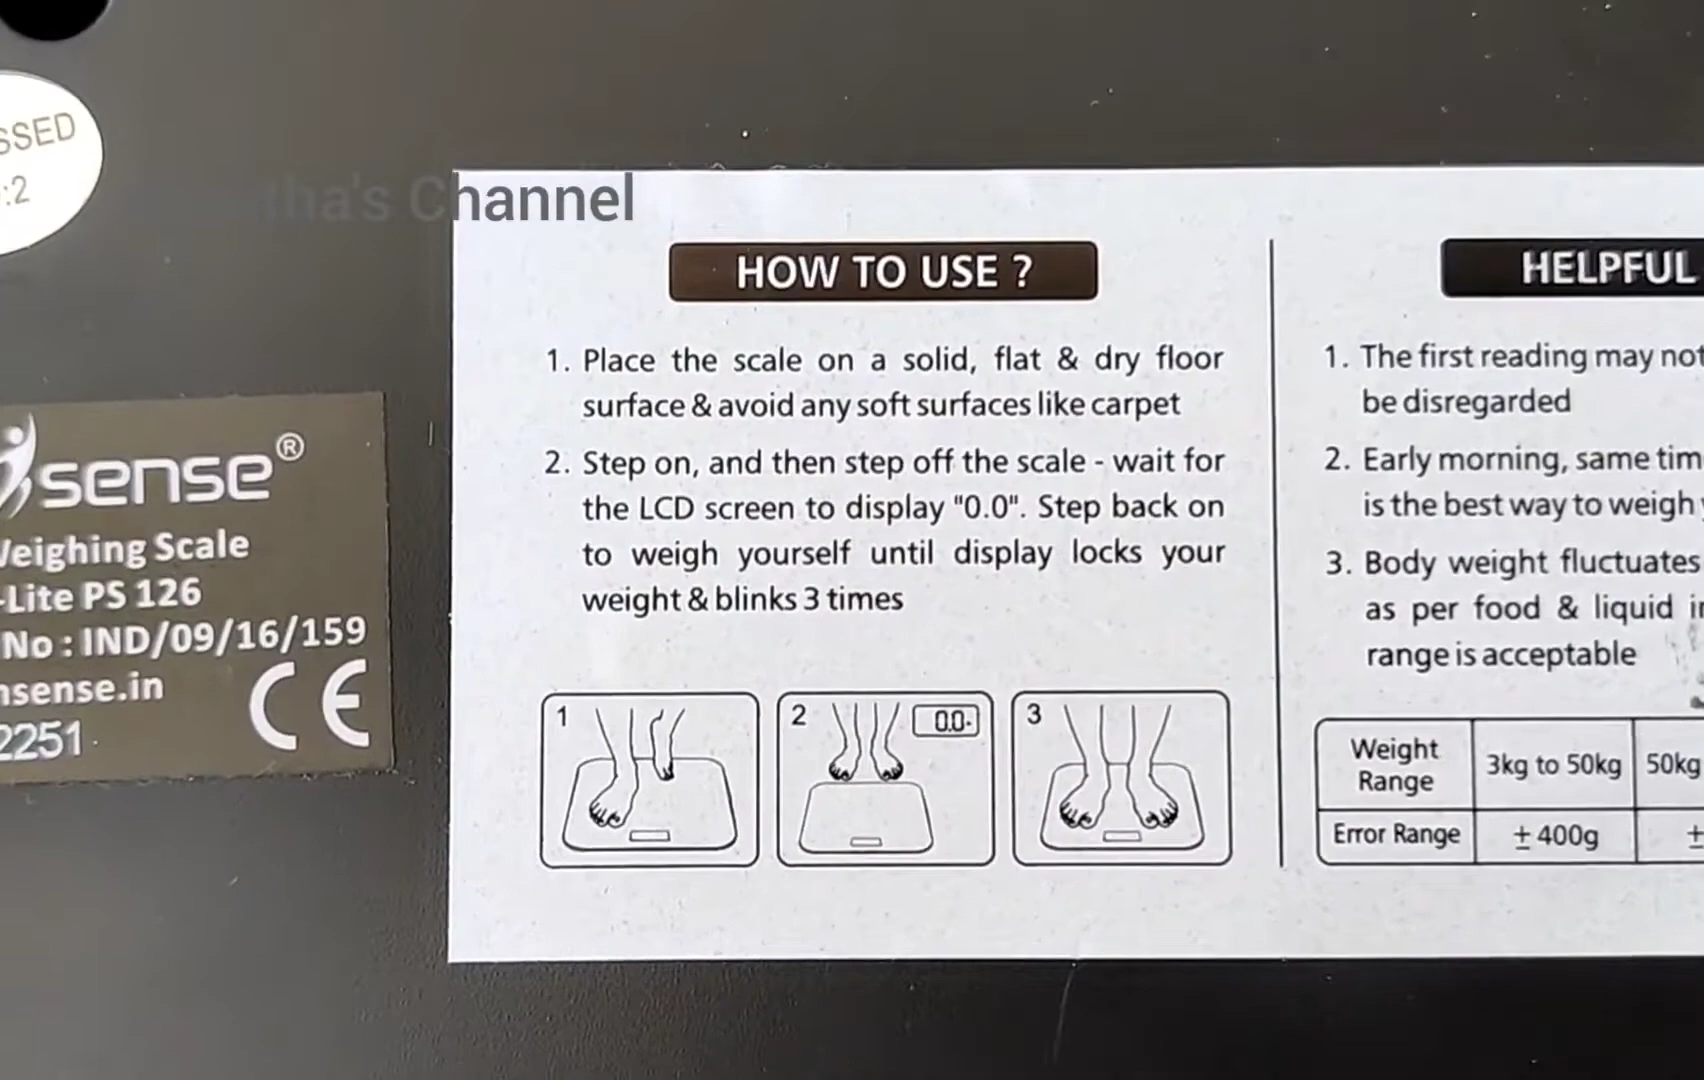 SSED
:2
tha's Channel
sense®
Weighing Scale
-Lite PS 126
No : IND/09/16/159
nsense.in
2251
CE
HOW TO USE ?
1. Place the scale on a solid, flat & dry floor
surface & avoid any soft surfaces like carpet
2. Step on, and then step off the scale - wait for
the LCD screen to display "0.0". Step back on
to weigh yourself until display locks your
weight & blinks 3 times
1
2
0.0
3
HELPFUL
1. The first reading may not
be disregarded
2. Early morning, same tim
is the best way to weigh
3. Body weight fluctuates
as per food & liquid in
range is acceptable
Weight Range
3kg to 50kg
50kg
Error Range
± 400g
±